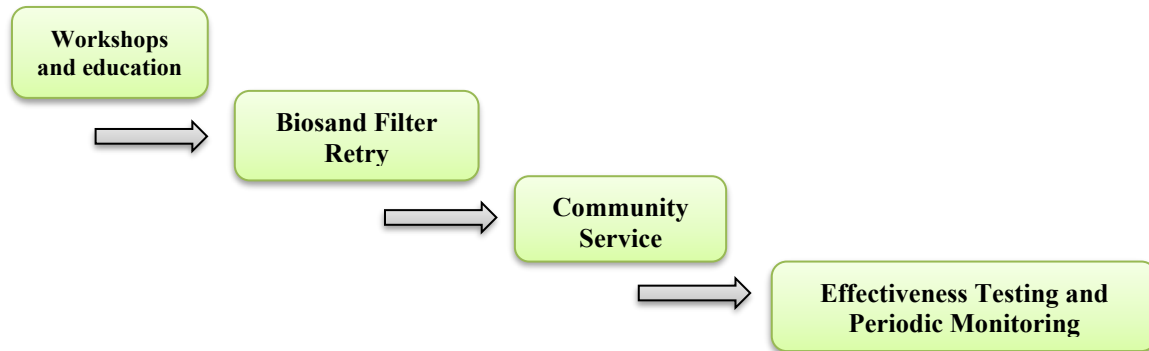 Workshops
and education
Biosand Filter
Retry
Community
Service
Effectiveness Testing and
Periodic Monitoring